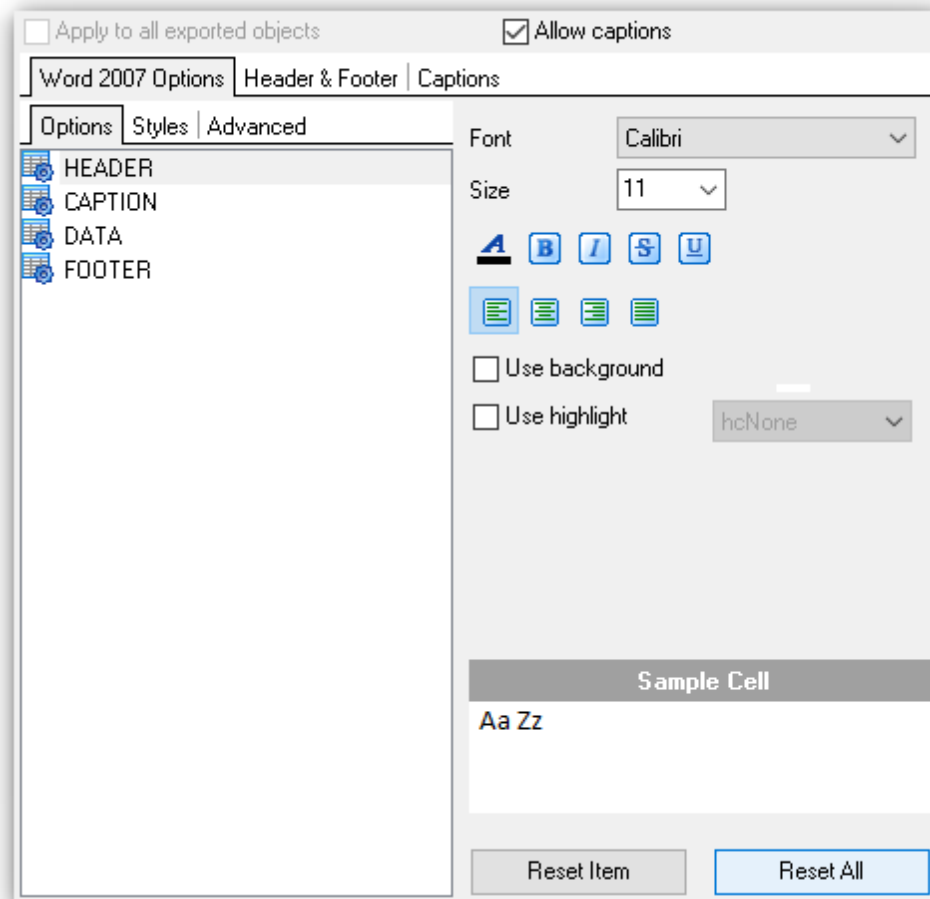 Apply to all exported objects
Allow captions
Word 2007 Options Header & Footer Captions
Options Styles Advanced
HEADER
CAPTION
DATA
FOOTER
Font Calibri
Size 11
A B I S U
Use background
Use highlight hcNone
Sample Cell
Aa Zz
Reset Item Reset All